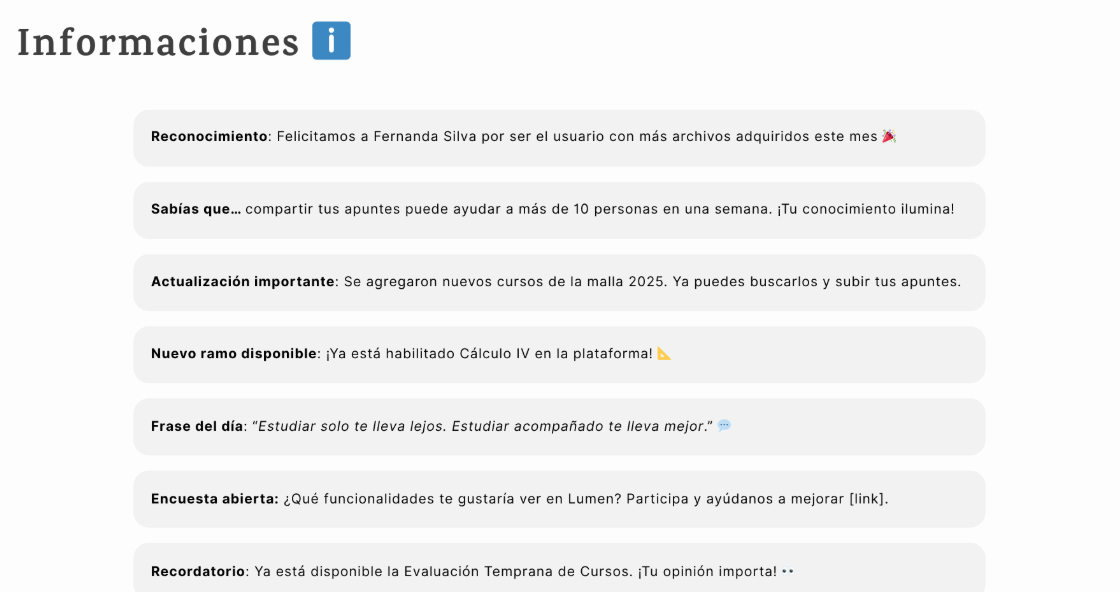 Informaciones ℹ️
Reconocimiento: Felicitamos a Fernanda Silva por ser el usuario con más archivos adquiridos este mes 🎉
Sabías que... compartir tus apuntes puede ayudar a más de 10 personas en una semana. ¡Tu conocimiento ilumina!
Actualización importante: Se agregaron nuevos cursos de la malla 2025. Ya puedes buscarlos y subir tus apuntes.
Nuevo ramo disponible: ¡Ya está habilitado Cálculo IV en la plataforma! 📐
Frase del día: “Estudiar solo te lleva lejos. Estudiar acompañado te lleva mejor.” 💬
Encuesta abierta: ¿Qué funcionalidades te gustaría ver en Lumen? Participa y ayúdanos a mejorar [link].
Recordatorio: Ya está disponible la Evaluación Temprana de Cursos. ¡Tu opinión importa! 👀